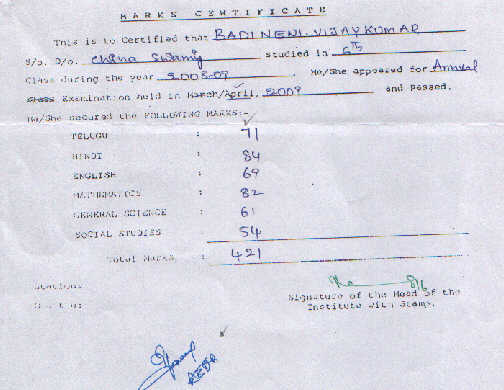 MARKS CERTIFICATE
This is to Certified that BADINENI. VIJAY KUMAR
S/o. D/o. China Swamy studied in 6th
Class during the year 2008-09. He/She appeared for Annual
Examination held in March/April, 2009 and Passed.
He/She secured the FOLLOWING MARKS:-
TELUGU : 71
HINDI : 84
ENGLISH : 69
MATHEMATICS : 82
GENERAL SCIENCE : 61
SOCIAL STUDIES 54
Total Marks : 421
Station:
Signature of the Head of the
Institute with Stamp.